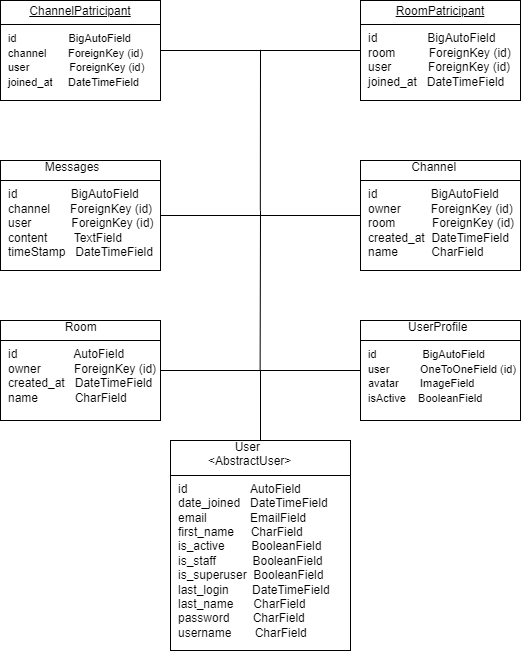 ChannelPatricipant
id BigAutoField
channel ForeignKey (id)
user ForeignKey (id)
joined_at DateTimeField
RoomPatricipant
id BigAutoField
room ForeignKey (id)
user ForeignKey (id)
joined_at DateTimeField
Messages
id BigAutoField
channel ForeignKey (id)
user ForeignKey (id)
content TextField
timeStamp DateTimeField
Channel
id BigAutoField
owner ForeignKey (id)
room ForeignKey (id)
created_at DateTimeField
name CharField
Room
id AutoField
owner ForeignKey (id)
created_at DateTimeField
name CharField
UserProfile
id BigAutoField
user OneToOneField (id)
avatar ImageField
isActive BooleanField
User
<AbstractUser>
id AutoField
date_joined DateTimeField
email EmailField
first_name CharField
is_active BooleanField
is_staff BooleanField
is_superuser BooleanField
last_login DateTimeField
last_name CharField
password CharField
username CharField